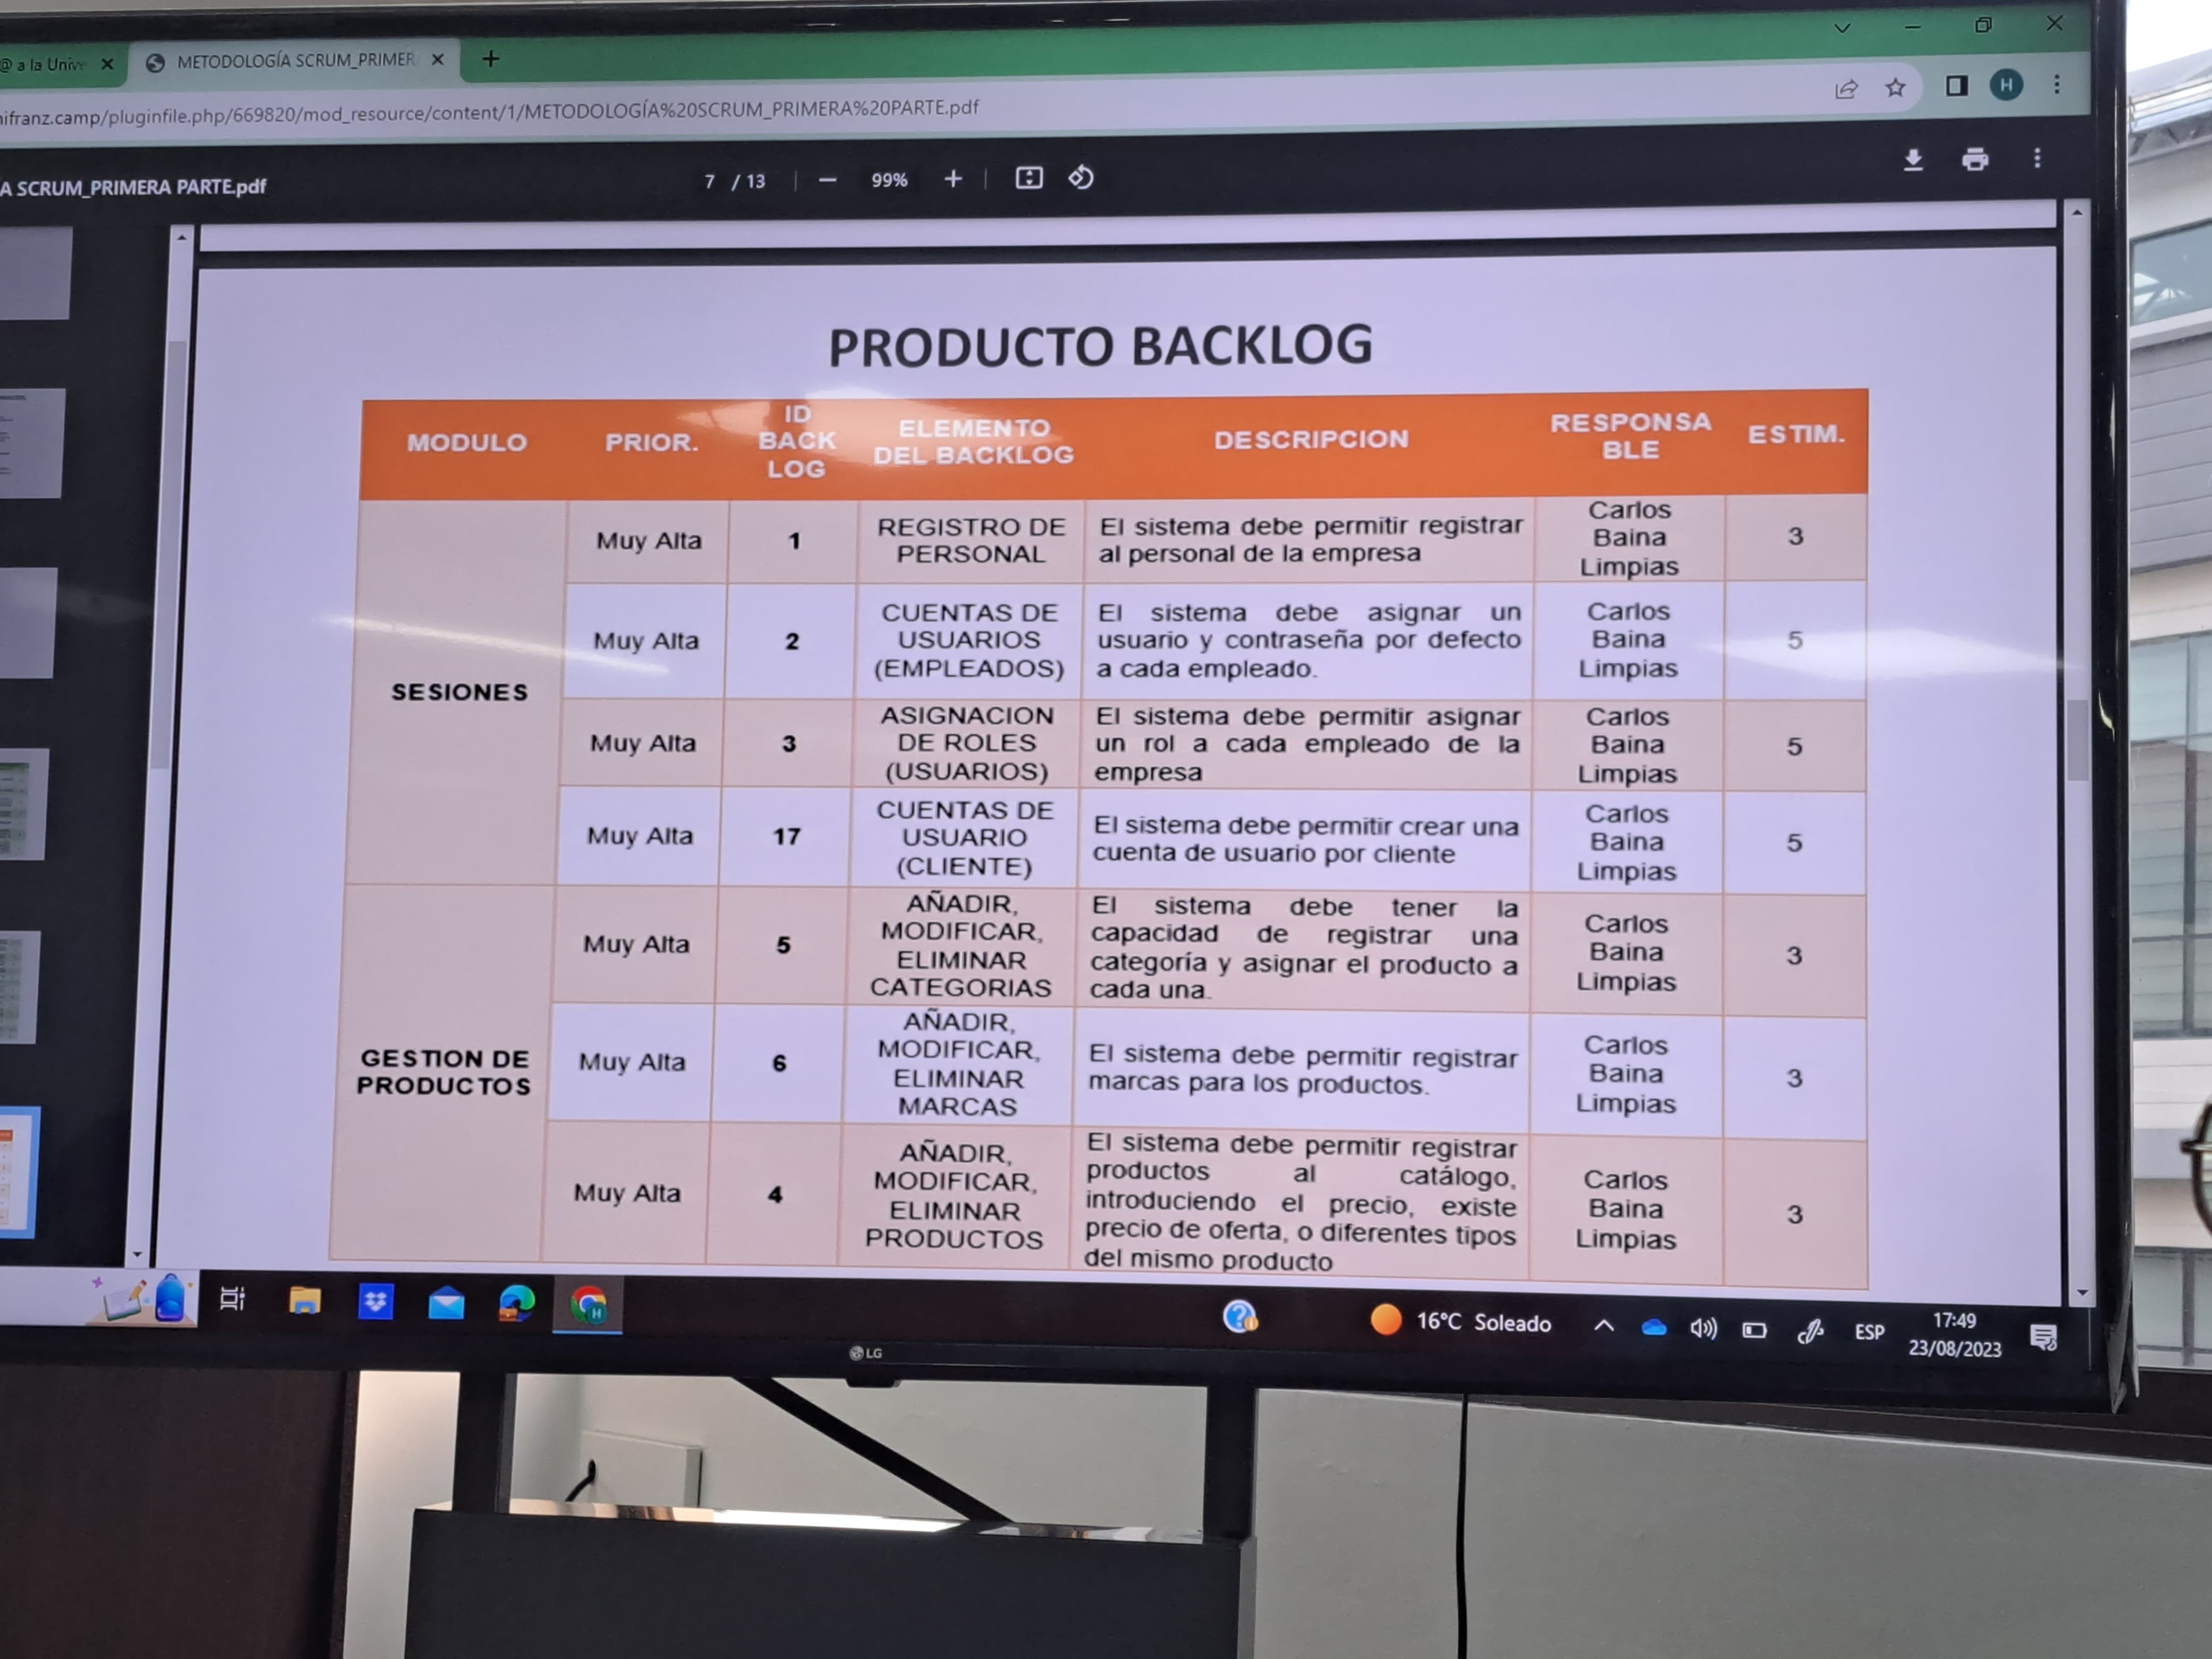 @ a la Unive
METODOLOGÍA SCRUM_PRIMER
ifranz.camp/pluginfile.php/669820/mod_resource/content/1/METODOLOGÍA%20SCRUM_PRIMERA%20PARTE.pdf
H
A SCRUM_PRIMERA PARTE.pdf
7 / 13
99%
PRODUCTO BACKLOG
MODULO
PRIOR.
ID
BACK
LOG
ELEMENTO
DEL BACKLOG
DESCRIPCION
RESPONSA
BLE
ESTIM.
SESIONES
Muy Alta
1
REGISTRO DE
PERSONAL
El sistema debe permitir registrar
al personal de la empresa
Carlos
Baina
Limpias
3
Muy Alta
2
CUENTAS DE
USUARIOS
(EMPLEADOS)
El sistema debe asignar un
usuario y contraseña por defecto
a cada empleado.
Carlos
Baina
Limpias
5
Muy Alta
3
ASIGNACION
DE ROLES
(USUARIOS)
El sistema debe permitir asignar
un rol a cada empleado de la
empresa
Carlos
Baina
Limpias
5
Muy Alta
17
CUENTAS DE
USUARIO
(CLIENTE)
El sistema debe permitir crear una
cuenta de usuario por cliente
Carlos
Baina
Limpias
5
GESTION DE
PRODUCTOS
Muy Alta
5
AÑADIR,
MODIFICAR,
ELIMINAR
CATEGORIAS
El sistema debe tener la
capacidad de registrar una
categoría y asignar el producto a
cada una.
Carlos
Baina
Limpias
3
Muy Alta
6
AÑADIR,
MODIFICAR,
ELIMINAR
MARCAS
El sistema debe permitir registrar
marcas para los productos.
Carlos
Baina
Limpias
3
Muy Alta
4
AÑADIR,
MODIFICAR,
ELIMINAR
PRODUCTOS
El sistema debe permitir registrar
productos al catálogo,
introduciendo el precio, existe
precio de oferta, o diferentes tipos
del mismo producto
Carlos
Baina
Limpias
3
H
16°C Soleado
ESP
17:49
23/08/2023
LG